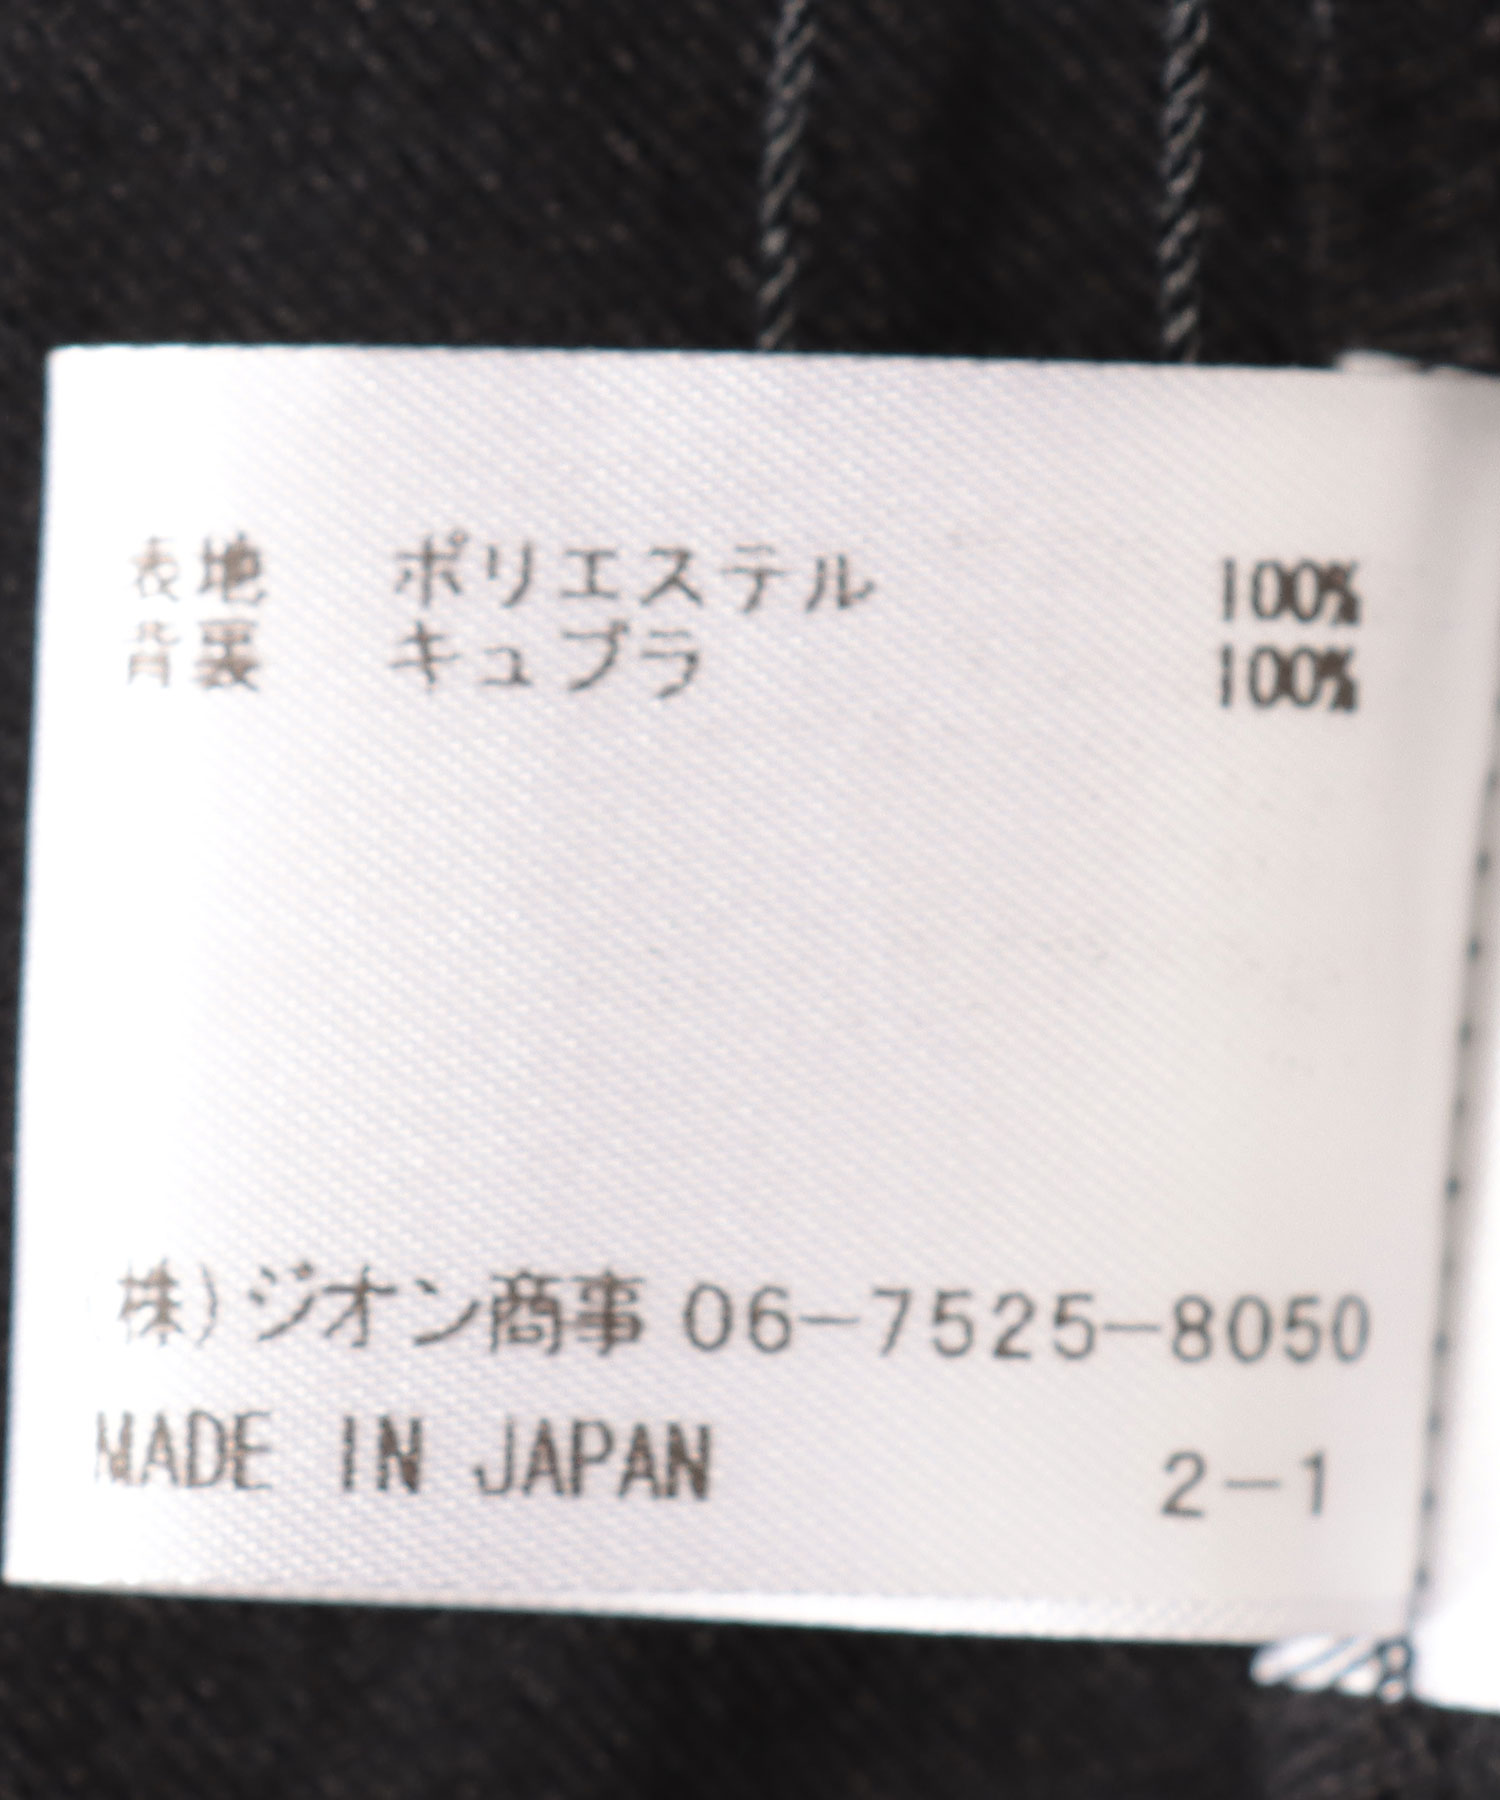 表地 ポリエステル 100%
背裏 キュプラ 100%
(株)ジオン商事 06-7525-8050
MADE IN JAPAN 2-1